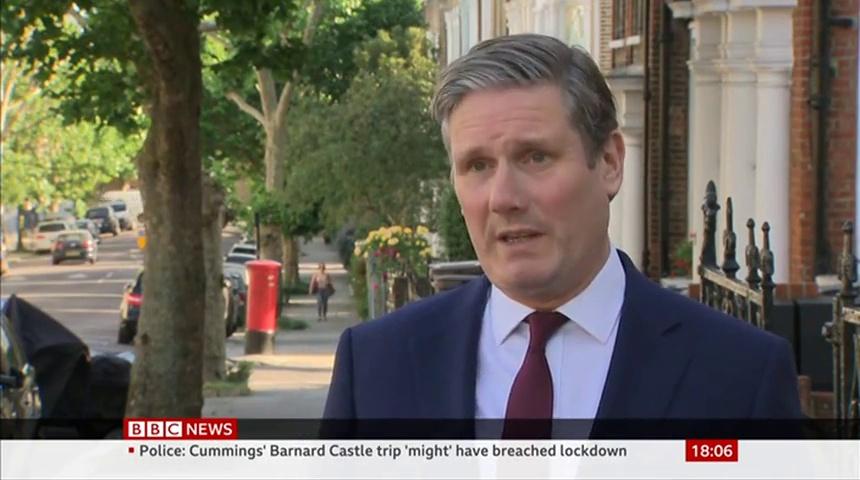 BBC NEWS
Police: Cummings' Barnard Castle trip 'might' have breached lockdown
18:06